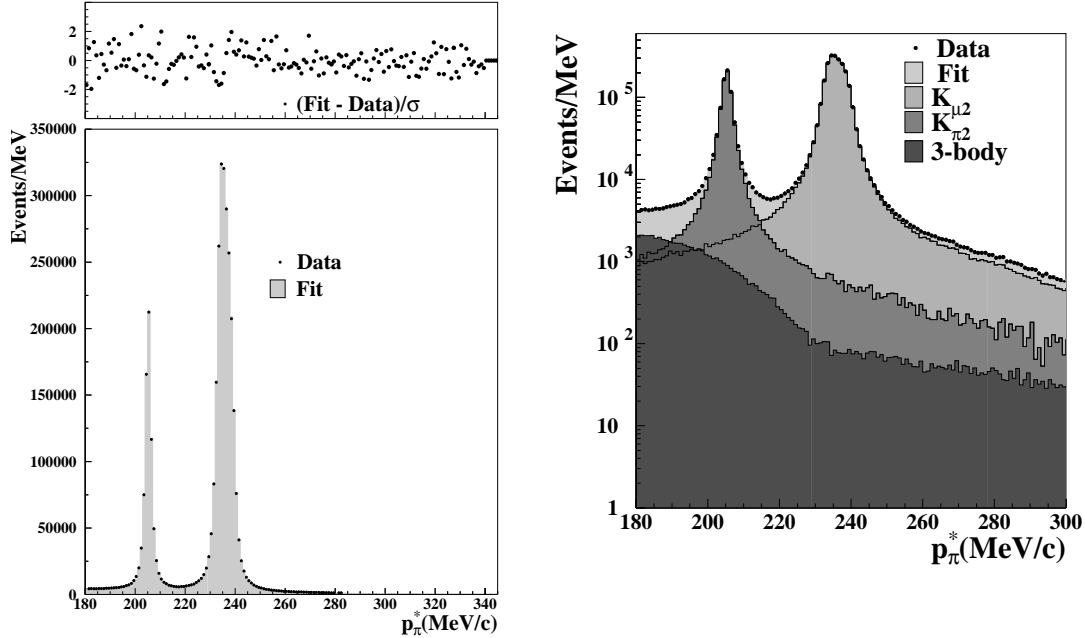 2
0
-2
(Fit - Data)/σ
Events/MeV
350000
300000
250000
200000
150000
100000
50000
0
Data
Fit
180 200 220 240 260 280 300 320 340
p*π(MeV/c)
Events/MeV
10^5
10^4
10^3
10^2
10
1
Data
Fit
Kμ2
Kπ2
3-body
180 200 220 240 260 280 300
p*π(MeV/c)